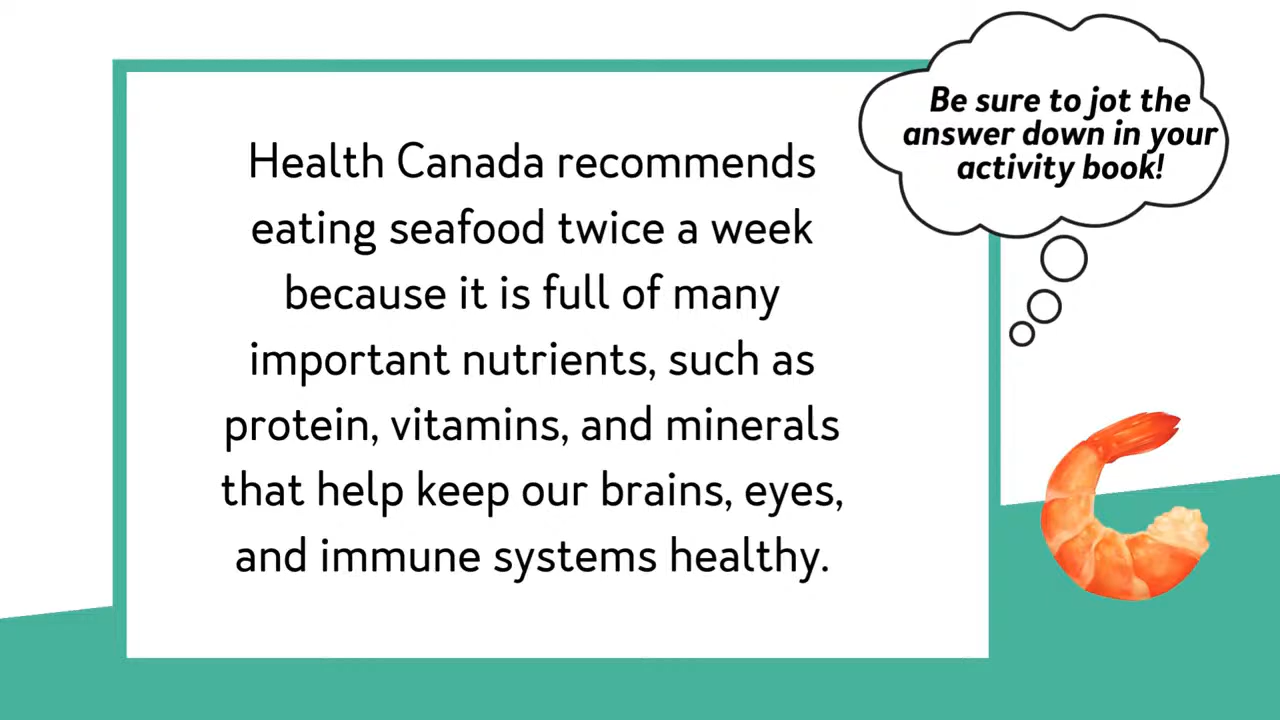 Health Canada recommends
eating seafood twice a week
because it is full of many
important nutrients, such as
protein, vitamins, and minerals
that help keep our brains, eyes,
and immune systems healthy.
Be sure to jot the
answer down in your
activity book!